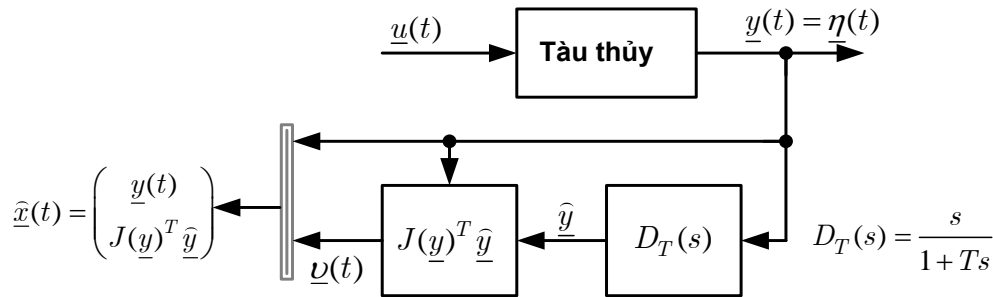 u(t)
Tàu thủy
y(t) = η(t)
x̂(t) = ( y(t)
J(y)ᵀ ŷ )
υ(t)
J(y)ᵀ ŷ
ŷ
D_T(s)
D_T(s) = s / (1 + Ts)